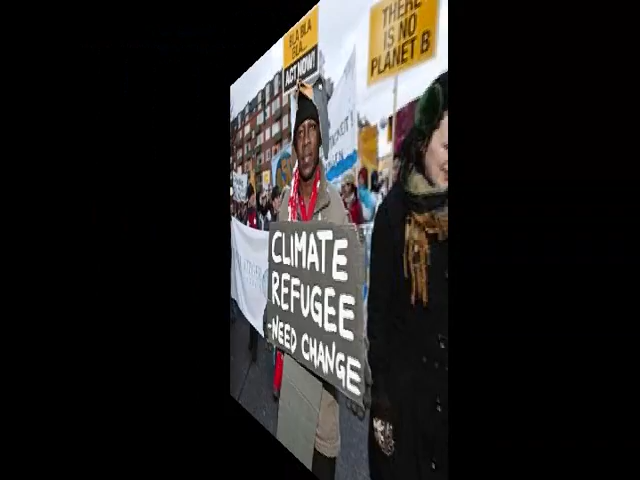 BLA BLA
BLA...
ACT NOW!
THERE
IS NO
PLANET B
CLIMATE
REFUGEE
-NEED CHANGE